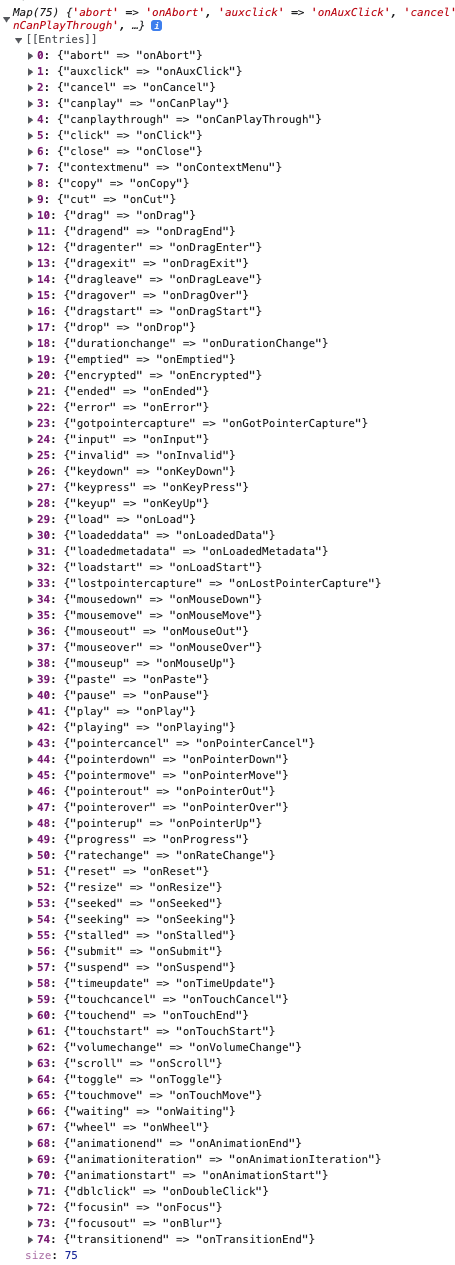 Map(75) {'abort' => 'onAbort', 'auxclick' => 'onAuxClick', 'cancel'
nCanPlayThrough', …} i
[[Entries]]
0: {"abort" => "onAbort"}
1: {"auxclick" => "onAuxClick"}
2: {"cancel" => "onCancel"}
3: {"canplay" => "onCanPlay"}
4: {"canplaythrough" => "onCanPlayThrough"}
5: {"click" => "onClick"}
6: {"close" => "onClose"}
7: {"contextmenu" => "onContextMenu"}
8: {"copy" => "onCopy"}
9: {"cut" => "onCut"}
10: {"drag" => "onDrag"}
11: {"dragend" => "onDragEnd"}
12: {"dragenter" => "onDragEnter"}
13: {"dragexit" => "onDragExit"}
14: {"dragleave" => "onDragLeave"}
15: {"dragover" => "onDragOver"}
16: {"dragstart" => "onDragStart"}
17: {"drop" => "onDrop"}
18: {"durationchange" => "onDurationChange"}
19: {"emptied" => "onEmptied"}
20: {"encrypted" => "onEncrypted"}
21: {"ended" => "onEnded"}
22: {"error" => "onError"}
23: {"gotpointercapture" => "onGotPointerCapture"}
24: {"input" => "onInput"}
25: {"invalid" => "onInvalid"}
26: {"keydown" => "onKeyDown"}
27: {"keypress" => "onKeyPress"}
28: {"keyup" => "onKeyUp"}
29: {"load" => "onLoad"}
30: {"loadeddata" => "onLoadedData"}
31: {"loadedmetadata" => "onLoadedMetadata"}
32: {"loadstart" => "onLoadStart"}
33: {"lostpointercapture" => "onLostPointerCapture"}
34: {"mousedown" => "onMouseDown"}
35: {"mousemove" => "onMouseMove"}
36: {"mouseout" => "onMouseOut"}
37: {"mouseover" => "onMouseOver"}
38: {"mouseup" => "onMouseUp"}
39: {"paste" => "onPaste"}
40: {"pause" => "onPause"}
41: {"play" => "onPlay"}
42: {"playing" => "onPlaying"}
43: {"pointercancel" => "onPointerCancel"}
44: {"pointerdown" => "onPointerDown"}
45: {"pointermove" => "onPointerMove"}
46: {"pointerout" => "onPointerOut"}
47: {"pointerover" => "onPointerOver"}
48: {"pointerup" => "onPointerUp"}
49: {"progress" => "onProgress"}
50: {"ratechange" => "onRateChange"}
51: {"reset" => "onReset"}
52: {"resize" => "onResize"}
53: {"seeked" => "onSeeked"}
54: {"seeking" => "onSeeking"}
55: {"stalled" => "onStalled"}
56: {"submit" => "onSubmit"}
57: {"suspend" => "onSuspend"}
58: {"timeupdate" => "onTimeUpdate"}
59: {"touchcancel" => "onTouchCancel"}
60: {"touchend" => "onTouchEnd"}
61: {"touchstart" => "onTouchStart"}
62: {"volumechange" => "onVolumeChange"}
63: {"scroll" => "onScroll"}
64: {"toggle" => "onToggle"}
65: {"touchmove" => "onTouchMove"}
66: {"waiting" => "onWaiting"}
67: {"wheel" => "onWheel"}
68: {"animationend" => "onAnimationEnd"}
69: {"animationiteration" => "onAnimationIteration"}
70: {"animationstart" => "onAnimationStart"}
71: {"dblclick" => "onDoubleClick"}
72: {"focusin" => "onFocus"}
73: {"focusout" => "onBlur"}
74: {"transitionend" => "onTransitionEnd"}
size: 75